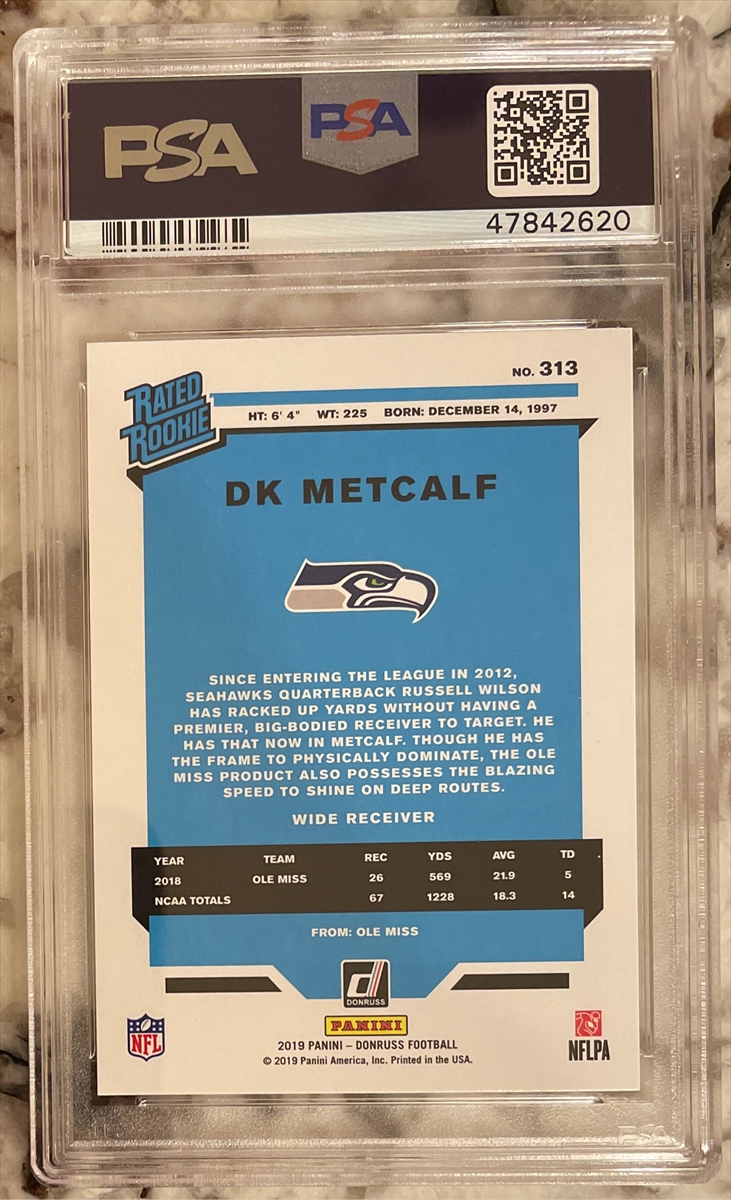 PSA
PSA
47842620
NO. 313
RATED
ROOKIE
HT: 6' 4" WT: 225 BORN: DECEMBER 14, 1997
DK METCALF
SINCE ENTERING THE LEAGUE IN 2012,
SEAHAWKS QUARTERBACK RUSSELL WILSON
HAS RACKED UP YARDS WITHOUT HAVING A
PREMIER, BIG-BODIED RECEIVER TO TARGET. HE
HAS THAT NOW IN METCALF. THOUGH HE HAS
THE FRAME TO PHYSICALLY DOMINATE, THE OLE
MISS PRODUCT ALSO POSSESSES THE BLAZING
SPEED TO SHINE ON DEEP ROUTES.
WIDE RECEIVER
YEAR TEAM REC YDS AVG TD
2018 OLE MISS 26 569 21.9 5
NCAA TOTALS 67 1228 18.3 14
FROM: OLE MISS
d
DONRUSS
PANINI
NFL
2019 PANINI – DONRUSS FOOTBALL
© 2019 Panini America, Inc. Printed in the USA.
NFLPA
PSA